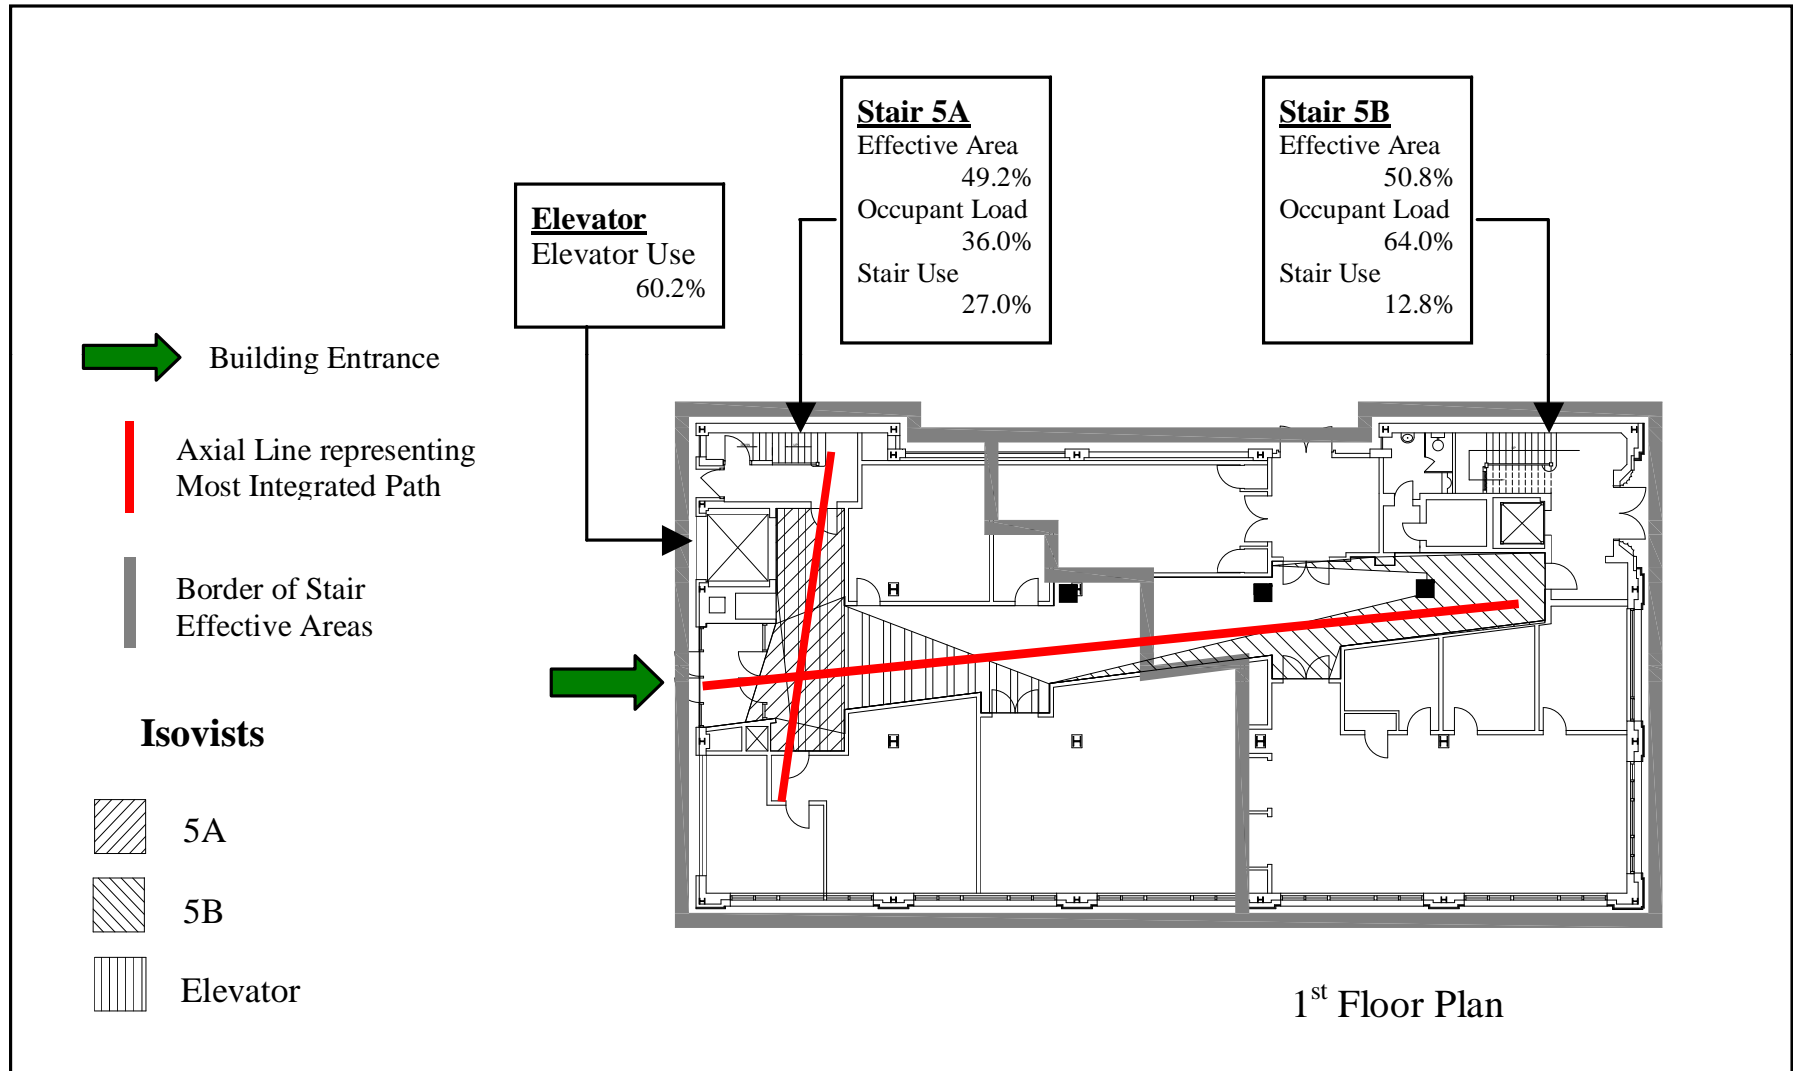 Stair 5A
Effective Area
49.2%
Occupant Load
36.0%
Stair Use
27.0%
Stair 5B
Effective Area
50.8%
Occupant Load
64.0%
Stair Use
12.8%
Elevator
Elevator Use
60.2%
Building Entrance
Axial Line representing
Most Integrated Path
Border of Stair
Effective Areas
Isovists
5A
5B
Elevator
1st Floor Plan